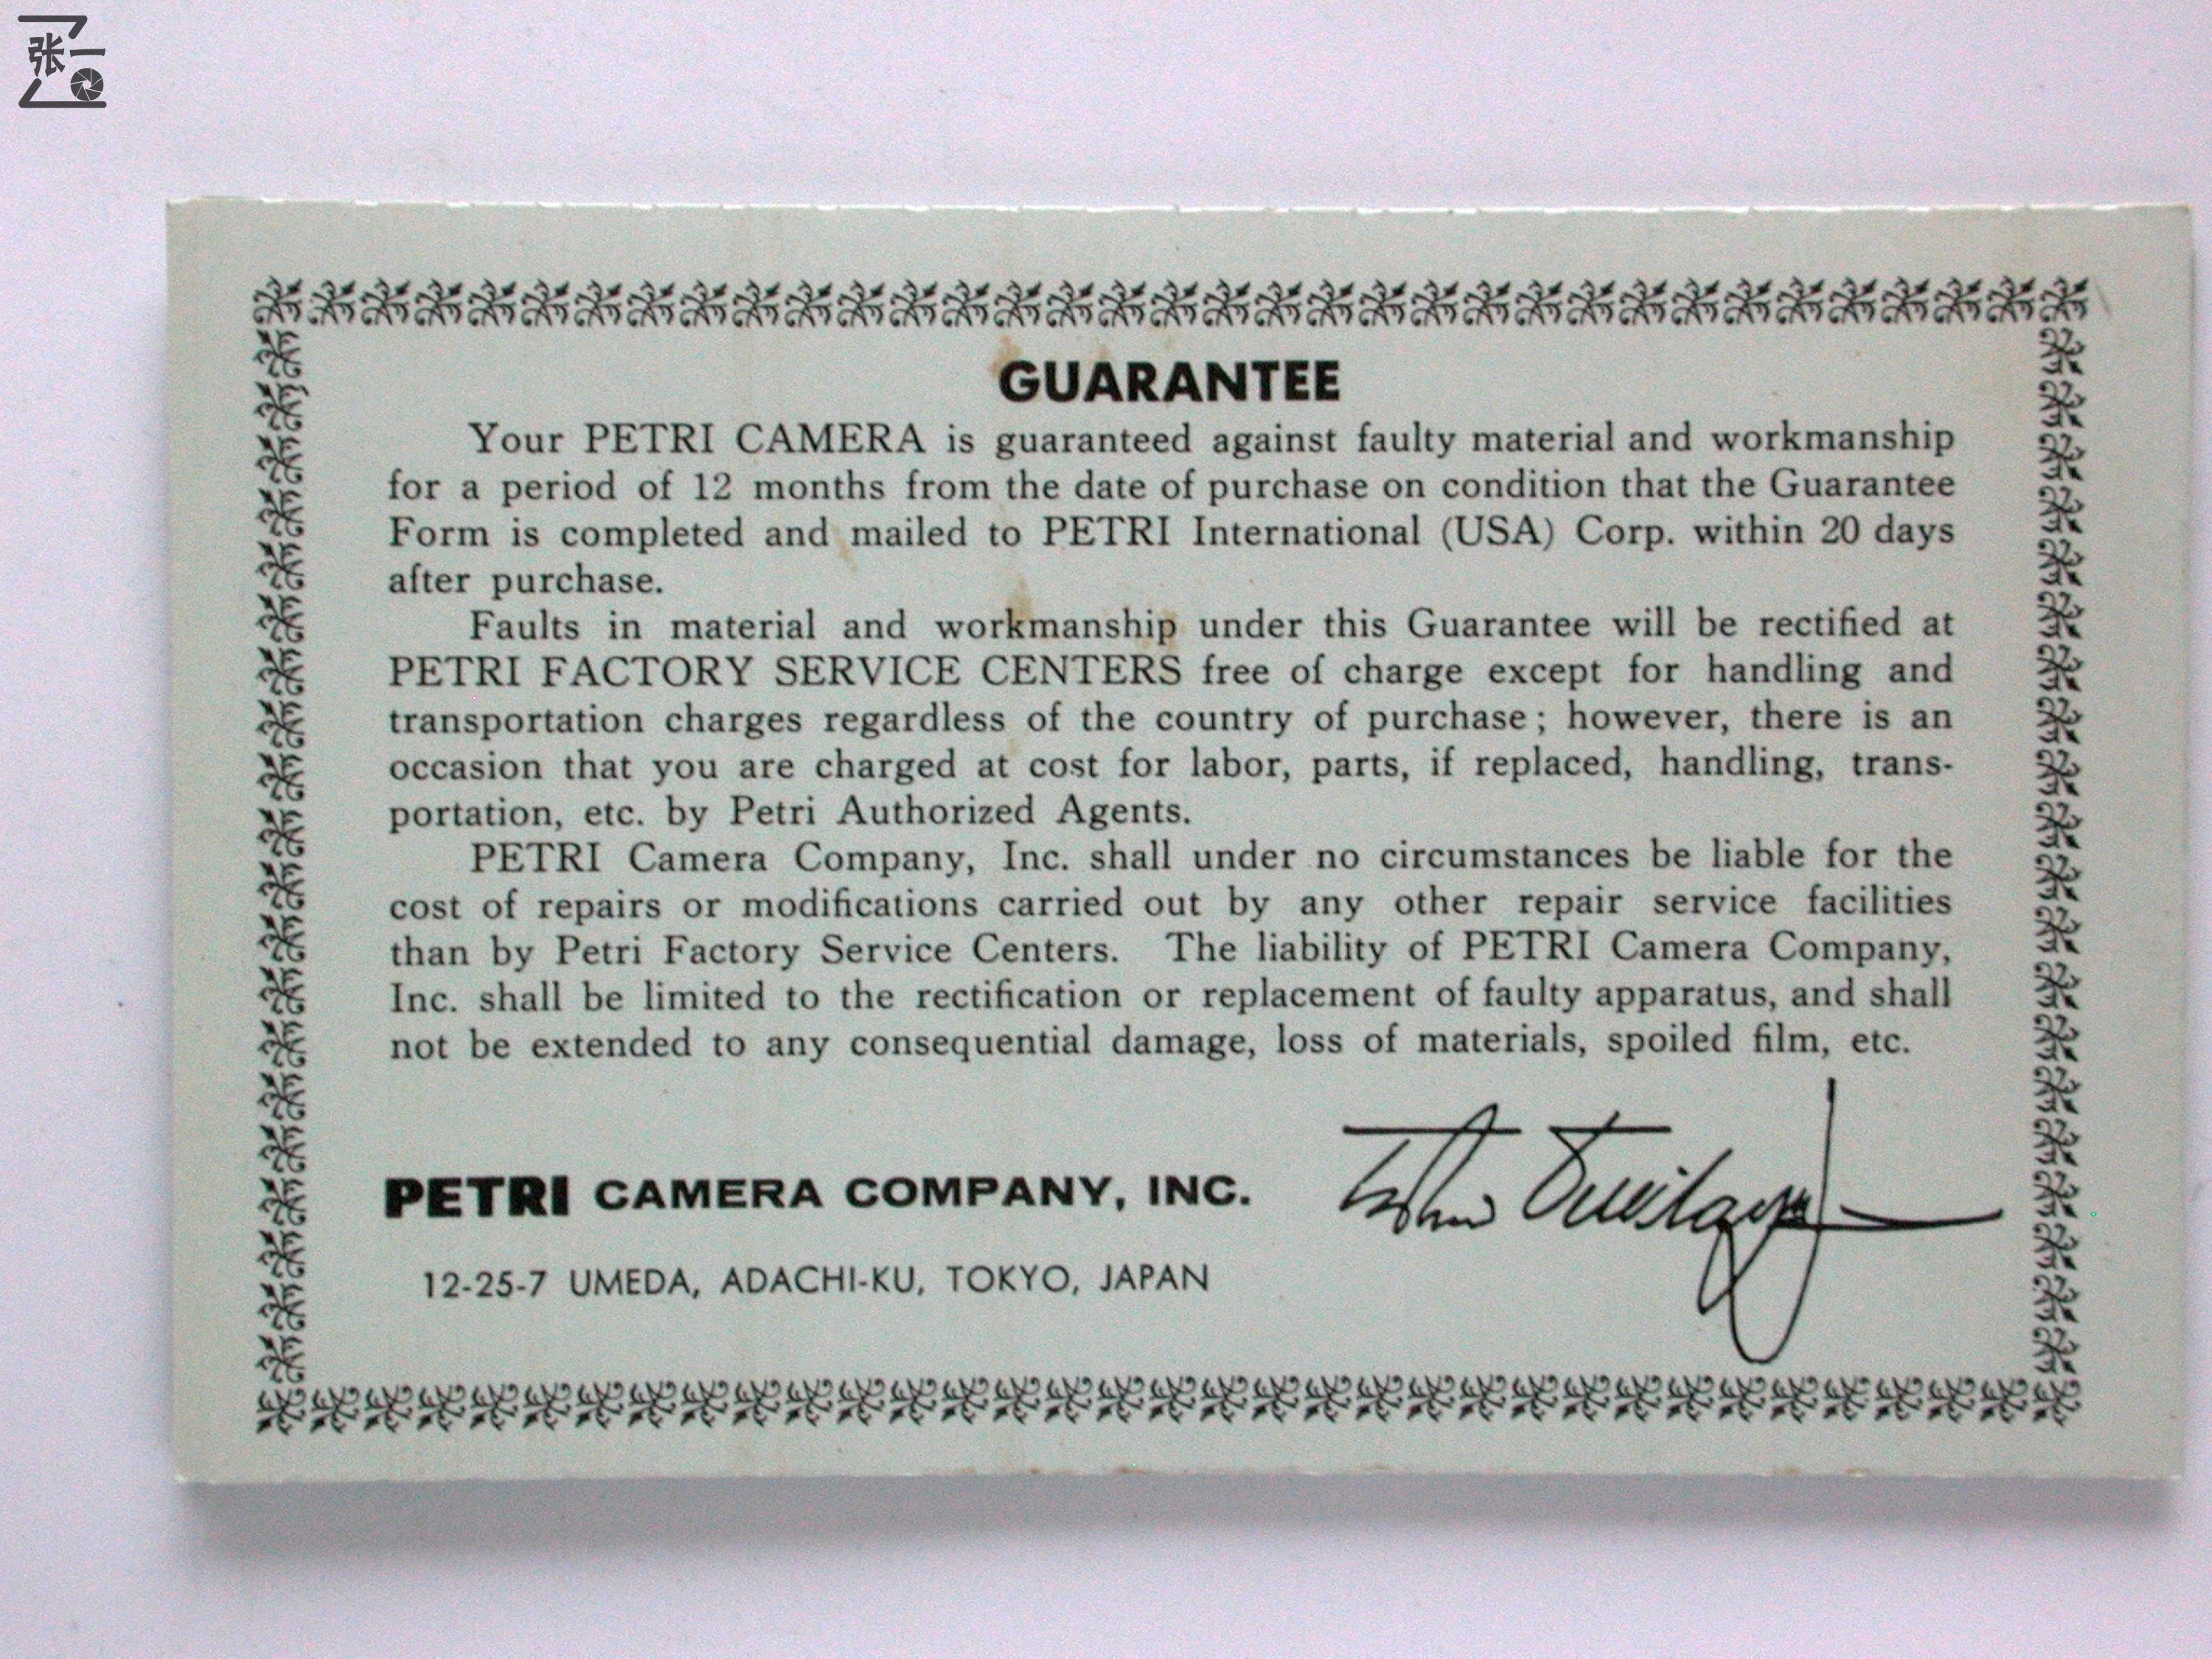 张一
GUARANTEE
Your PETRI CAMERA is guaranteed against faulty material and workmanship
for a period of 12 months from the date of purchase on condition that the Guarantee
Form is completed and mailed to PETRI International (USA) Corp. within 20 days
after purchase.
Faults in material and workmanship under this Guarantee will be rectified at
PETRI FACTORY SERVICE CENTERS free of charge except for handling and
transportation charges regardless of the country of purchase; however, there is an
occasion that you are charged at cost for labor, parts, if replaced, handling, trans-
portation, etc. by Petri Authorized Agents.
PETRI Camera Company, Inc. shall under no circumstances be liable for the
cost of repairs or modifications carried out by any other repair service facilities
than by Petri Factory Service Centers. The liability of PETRI Camera Company,
Inc. shall be limited to the rectification or replacement of faulty apparatus, and shall
not be extended to any consequential damage, loss of materials, spoiled film, etc.
PETRI CAMERA COMPANY, INC.
12-25-7 UMEDA, ADACHI-KU, TOKYO, JAPAN